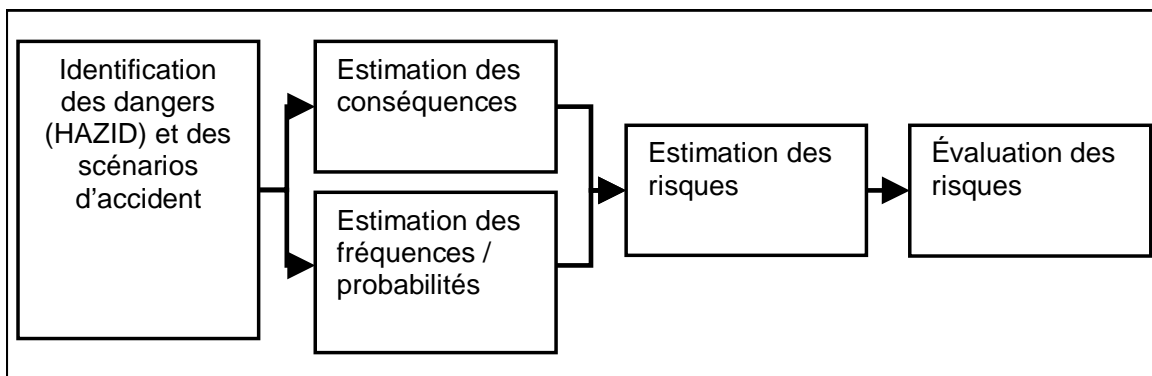 Identification
des dangers
(HAZID) et des
scénarios
d’accident
Estimation des
conséquences
Estimation des
fréquences /
probabilités
Estimation des
risques
Évaluation des
risques